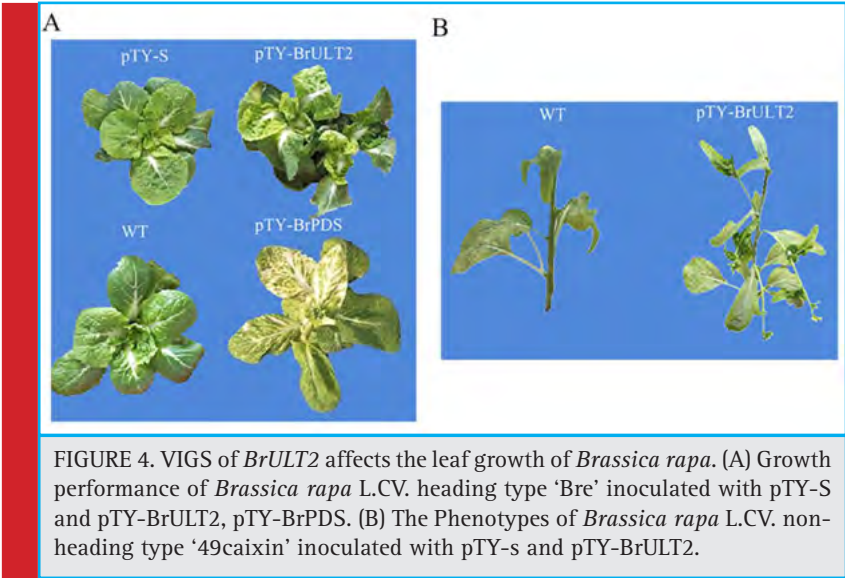 A
B
pTY-S
pTY-BrULT2
WT
pTY-BrPDS
WT
pTY-BrULT2
FIGURE 4. VIGS of BrULT2 affects the leaf growth of Brassica rapa. (A) Growth
performance of Brassica rapa L.CV. heading type ‘Bre’ inoculated with pTY-S
and pTY-BrULT2, pTY-BrPDS. (B) The Phenotypes of Brassica rapa L.CV. non-
heading type ‘49caixin’ inoculated with pTY-s and pTY-BrULT2.